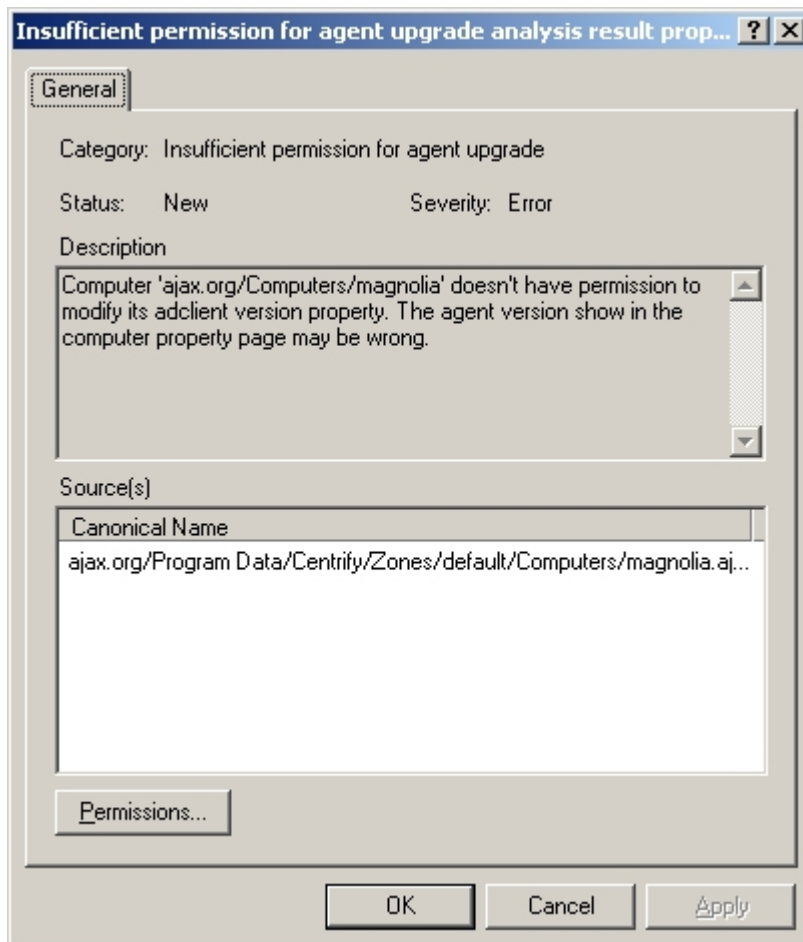 Insufficient permission for agent upgrade analysis result prop...
General
Category: Insufficient permission for agent upgrade
Status: New Severity: Error
Description
Computer 'ajax.org/Computers/magnolia' doesn't have permission to
modify its adclient version property. The agent version show in the
computer property page may be wrong.
Source(s)
Canonical Name
ajax.org/Program Data/Centrify/Zones/default/Computers/magnolia.aj...
Permissions...
OK Cancel Apply